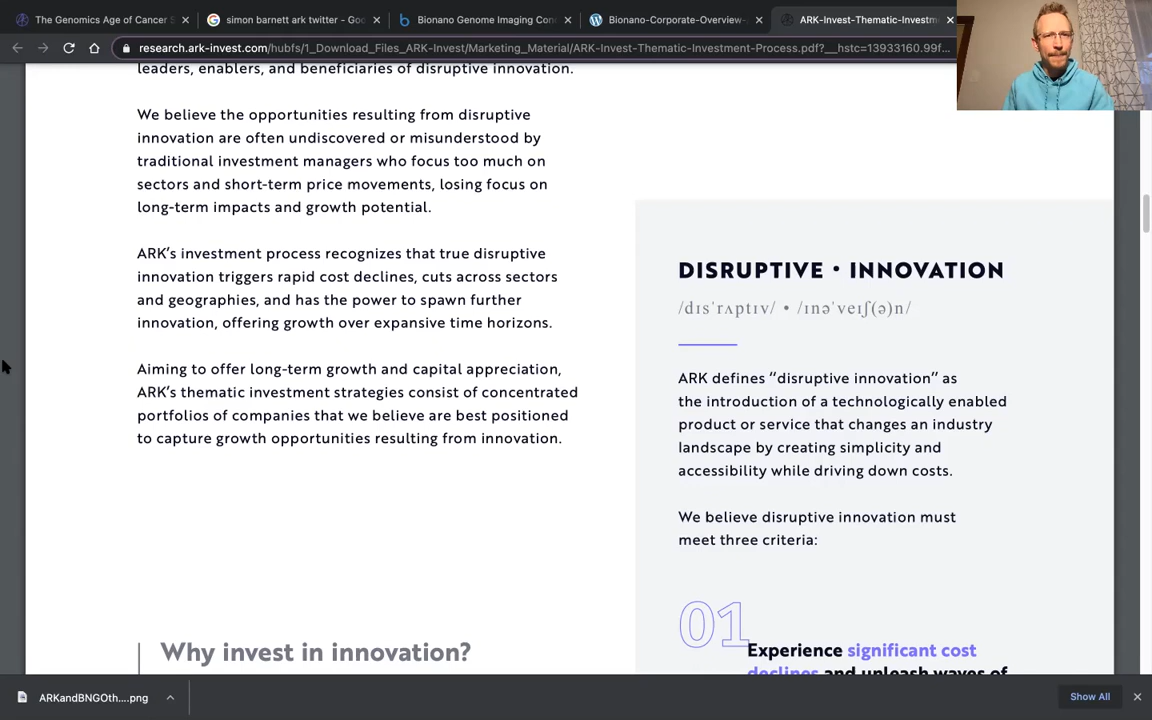 The Genomics Age of Cancer S
simon barnett ark twitter - Goo
Bionano Genome Imaging Con
Bionano-Corporate-Overview-
ARK-Invest-Thematic-Investm
research.ark-invest.com/hubfs/1_Download_Files_ARK-Invest/Marketing_Material/ARK-Invest-Thematic-Investment-Process.pdf?__hstc=13933160.99f...
leaders, enablers, and beneficiaries of disruptive innovation.
We believe the opportunities resulting from disruptive
innovation are often undiscovered or misunderstood by
traditional investment managers who focus too much on
sectors and short-term price movements, losing focus on
long-term impacts and growth potential.
ARK's investment process recognizes that true disruptive
innovation triggers rapid cost declines, cuts across sectors
and geographies, and has the power to spawn further
innovation, offering growth over expansive time horizons.
Aiming to offer long-term growth and capital appreciation,
ARK's thematic investment strategies consist of concentrated
portfolios of companies that we believe are best positioned
to capture growth opportunities resulting from innovation.
Why invest in innovation?
DISRUPTIVE • INNOVATION
/dɪsˈrʌptɪv/ • /ɪnəˈveɪʃ(ə)n/
ARK defines "disruptive innovation" as
the introduction of a technologically enabled
product or service that changes an industry
landscape by creating simplicity and
accessibility while driving down costs.
We believe disruptive innovation must
meet three criteria:
01
Experience significant cost
declines and unleash waves of
ARKandBNGOth....png
Show All